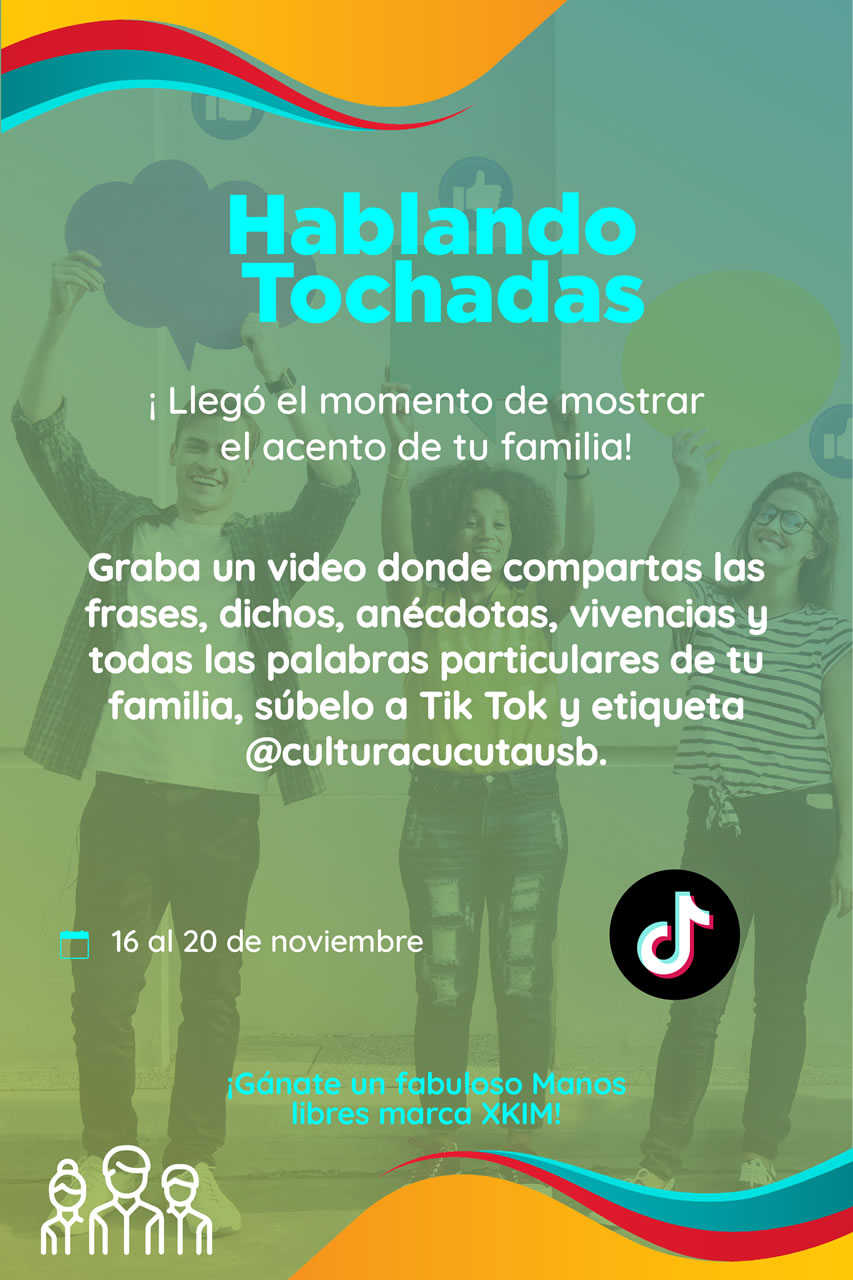 Hablando
Tochadas
¡ Llegó el momento de mostrar
el acento de tu familia!
Graba un video donde compartas las
frases, dichos, anécdotas, vivencias y
todas las palabras particulares de tu
familia, súbelo a Tik Tok y etiqueta
@culturacucutausb.
16 al 20 de noviembre
¡Gánate un fabuloso Manos
libres marca XKIM!